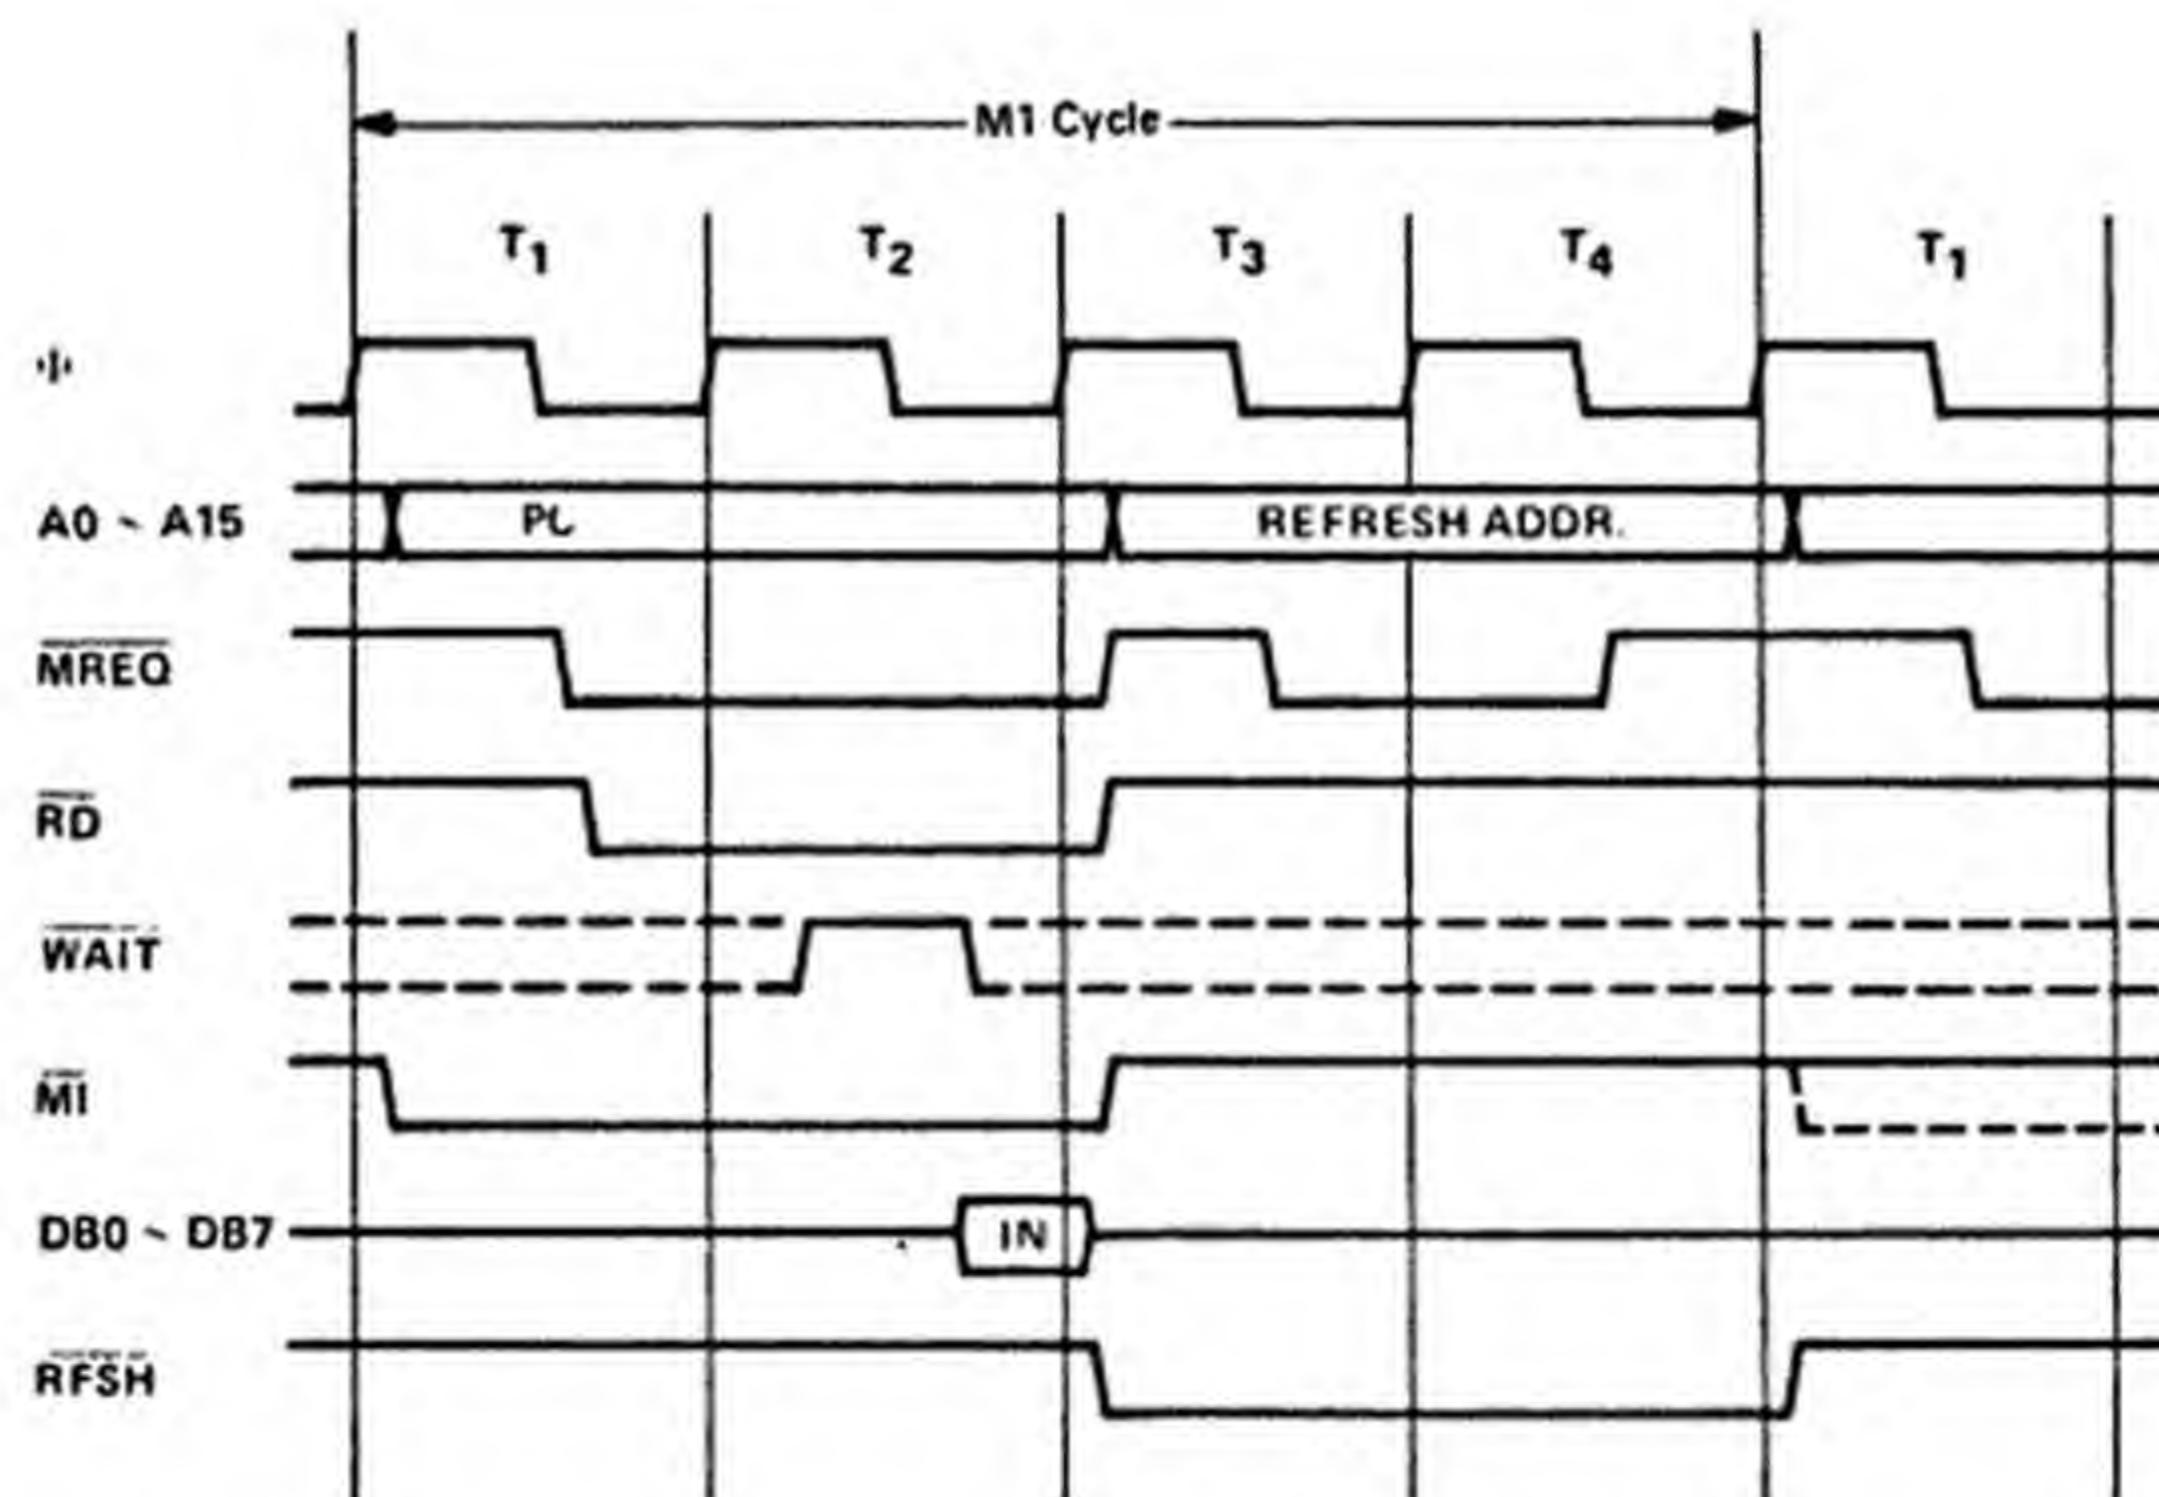 M1 Cycle
T1 T2 T3 T4 T1
Φ
A0 ~ A15 PC REFRESH ADDR.
MREQ
RD
WAIT
M1
DB0 ~ DB7 IN
RFSH